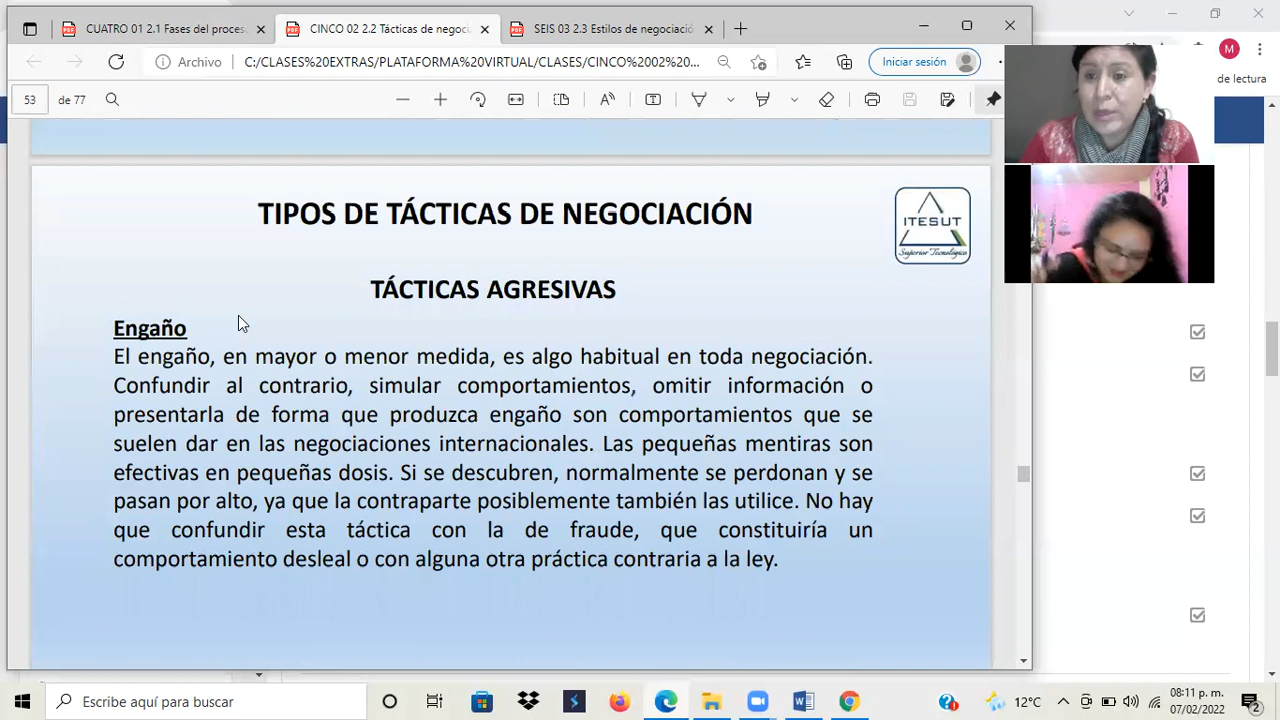 CUATRO 01 2.1 Fases del proces
CINCO 02 2.2 Tácticas de negoci
SEIS 03 2.3 Estilos de negociació
Archivo
C:/CLASES%20EXTRAS/PLATAFORMA%20VIRTUAL/CLASES/CINCO%2002%20...
Iniciar sesión
M
de lectura
53
de 77
TIPOS DE TÁCTICAS DE NEGOCIACIÓN
ITESUT
Superior Tecnológico
TÁCTICAS AGRESIVAS
Engaño
El engaño, en mayor o menor medida, es algo habitual en toda negociación.
Confundir al contrario, simular comportamientos, omitir información o
presentarla de forma que produzca engaño son comportamientos que se
suelen dar en las negociaciones internacionales. Las pequeñas mentiras son
efectivas en pequeñas dosis. Si se descubren, normalmente se perdonan y se
pasan por alto, ya que la contraparte posiblemente también las utilice. No hay
que confundir esta táctica con la de fraude, que constituiría un
comportamiento desleal o con alguna otra práctica contraria a la ley.
Escribe aquí para buscar
12°C
08:11 p. m.
07/02/2022
2